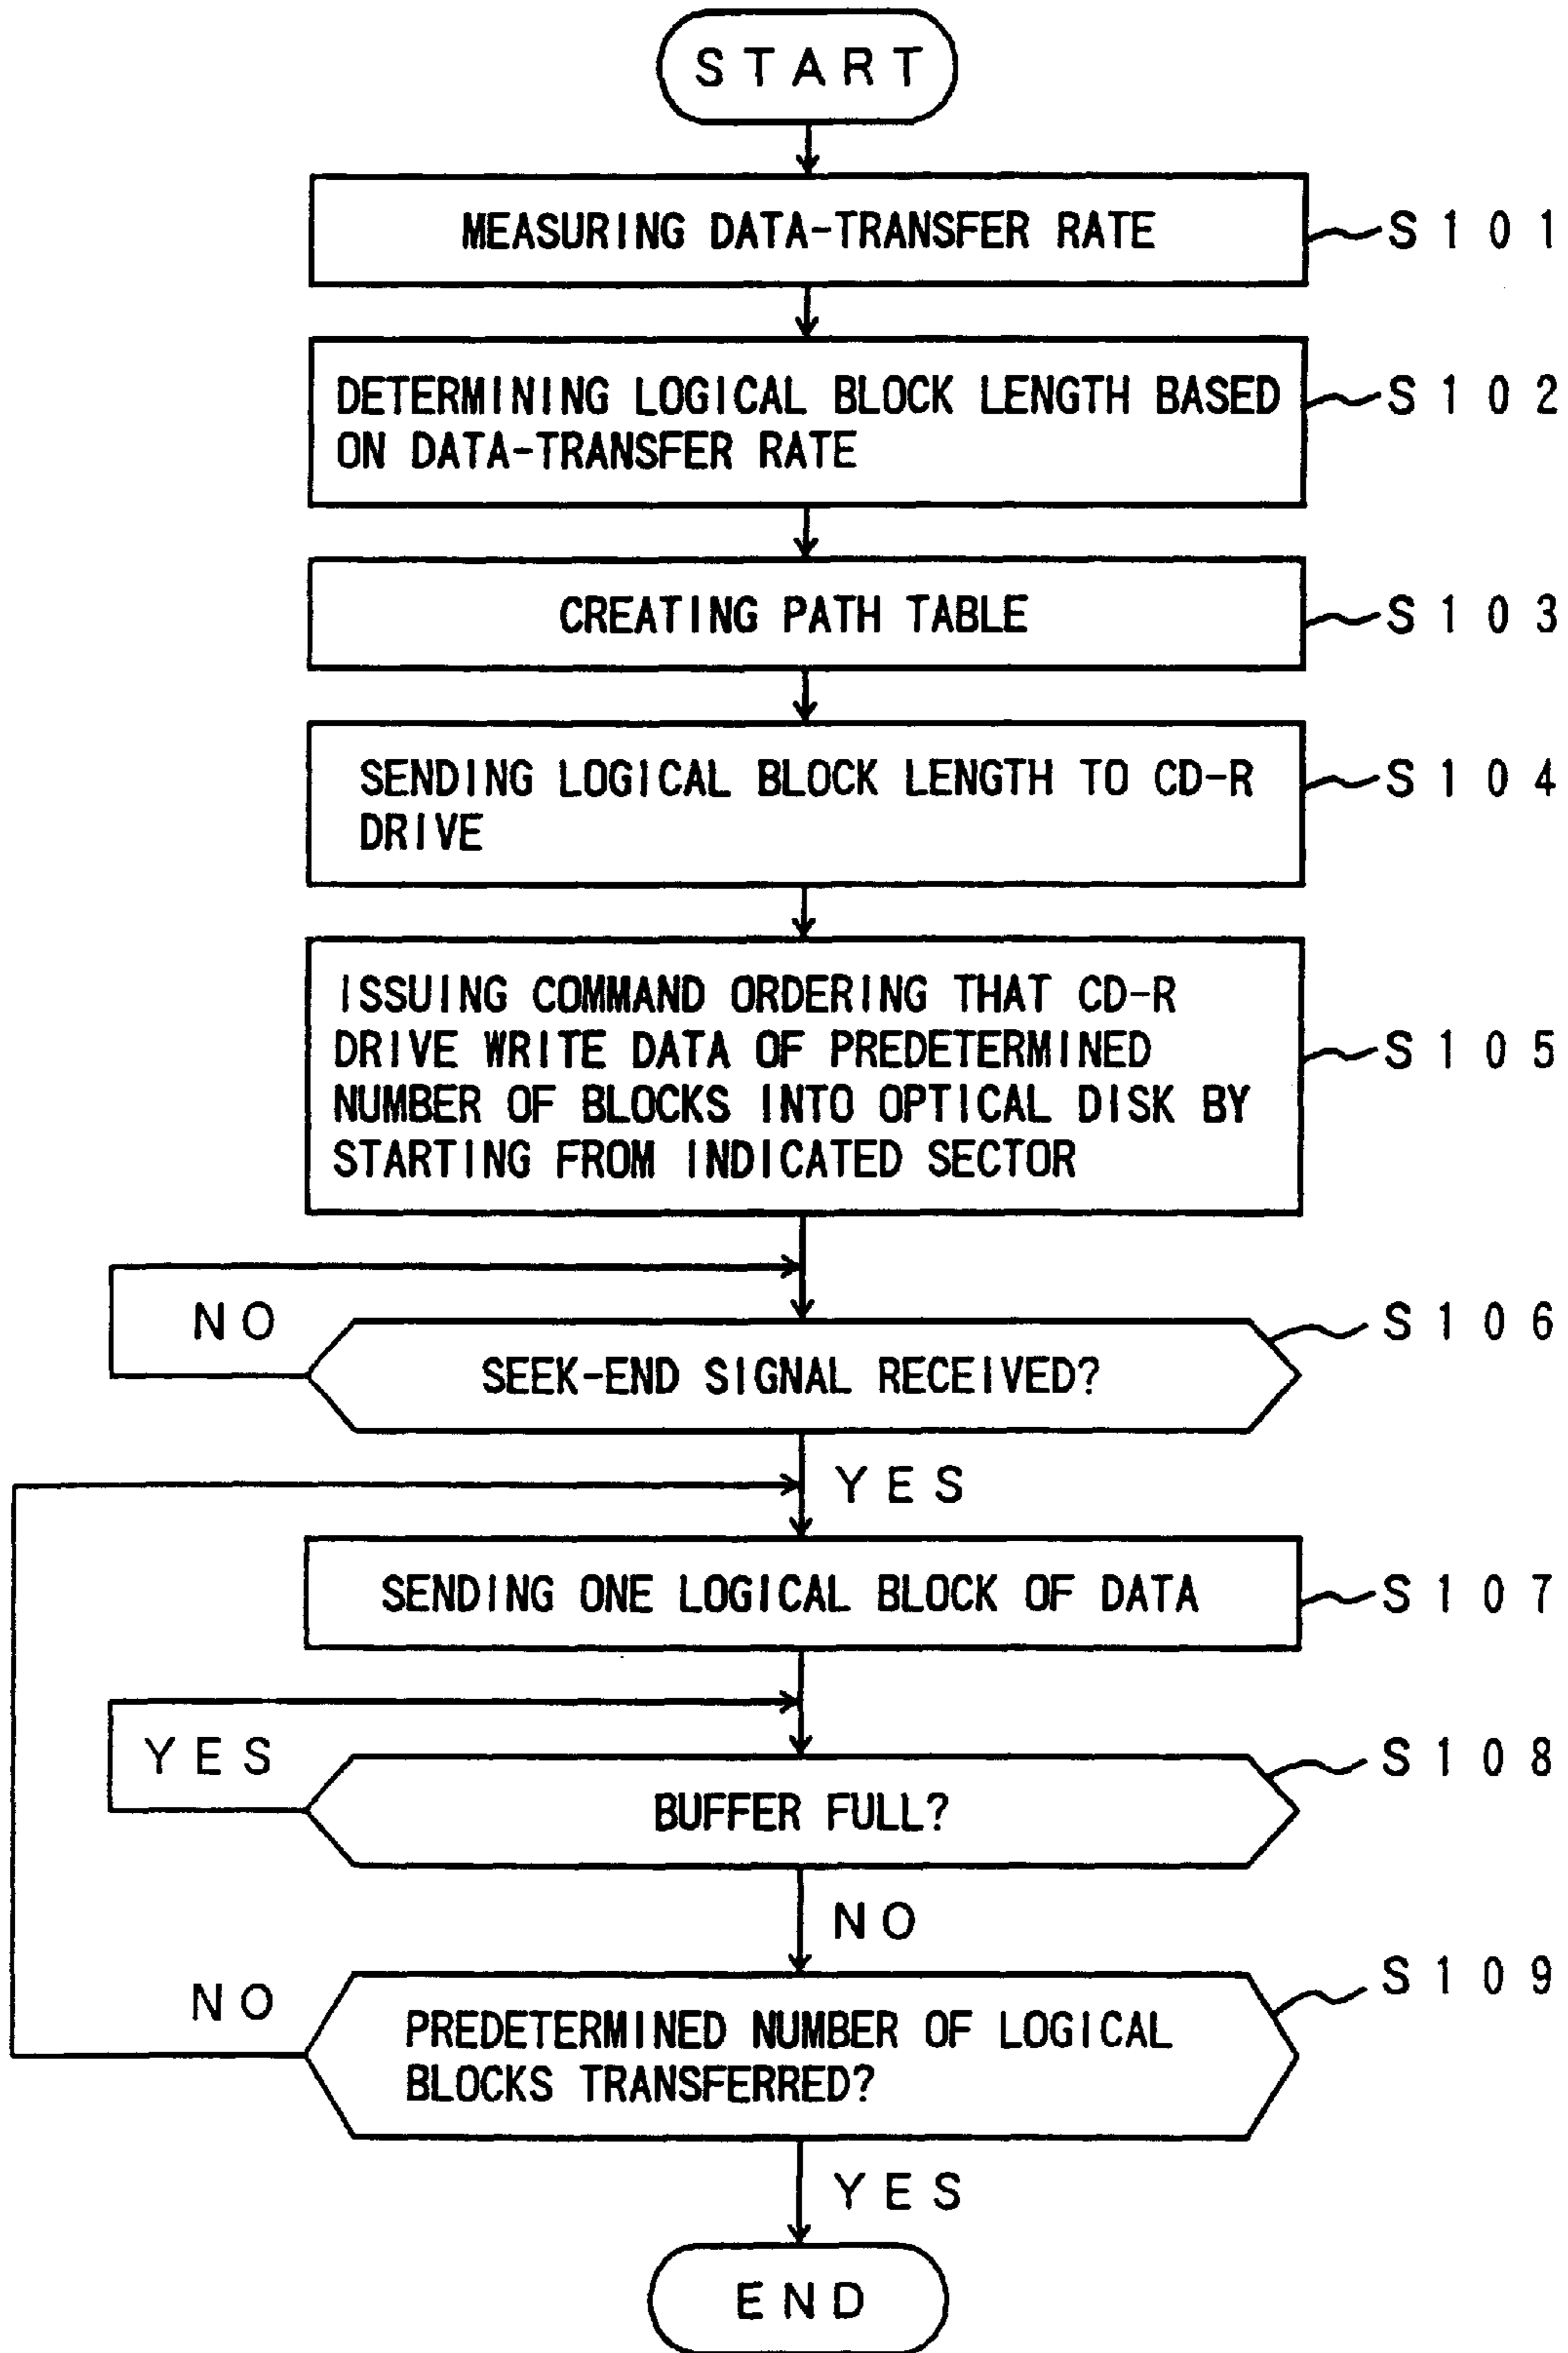 START
MEASURING DATA-TRANSFER RATE
S101
DETERMINING LOGICAL BLOCK LENGTH BASED
ON DATA-TRANSFER RATE
S102
CREATING PATH TABLE
S103
SENDING LOGICAL BLOCK LENGTH TO CD-R
DRIVE
S104
ISSUING COMMAND ORDERING THAT CD-R
DRIVE WRITE DATA OF PREDETERMINED
NUMBER OF BLOCKS INTO OPTICAL DISK BY
STARTING FROM INDICATED SECTOR
S105
NO
SEEK-END SIGNAL RECEIVED?
S106
YES
SENDING ONE LOGICAL BLOCK OF DATA
S107
YES
BUFFER FULL?
S108
NO
NO
PREDETERMINED NUMBER OF LOGICAL
BLOCKS TRANSFERRED?
S109
YES
END